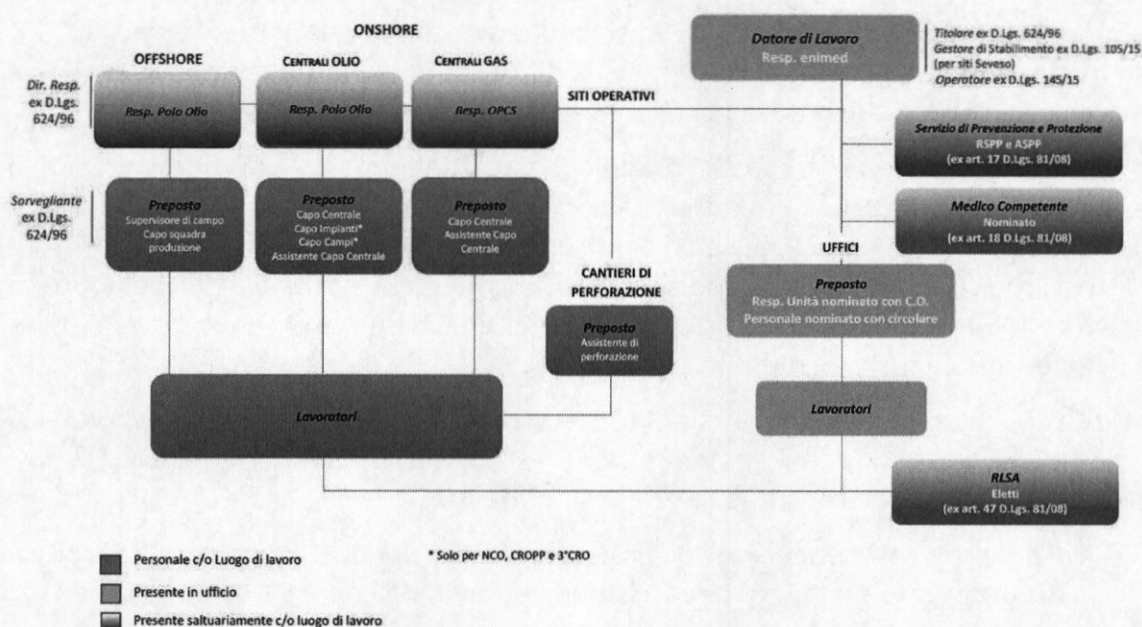 ONSHORE
OFFSHORE
CENTRALI OLIO
CENTRALI GAS
Datore di Lavoro
Resp. enimed
Titolare ex D.Lgs. 624/96
Gestore di Stabilimento ex D.Lgs. 105/15
(per siti Seveso)
Operatore ex D.Lgs. 145/15
Dir. Resp.
ex D.Lgs.
624/96
Resp. Polo Olio
Resp. Polo Olio
Resp. OPCS
SITI OPERATIVI
Servizio di Prevenzione e Protezione
RSPP e ASPP
(ex art. 17 D.Lgs. 81/08)
Sorvegliante
ex D.Lgs.
624/96
Preposto
Supervisore di campo
Capo squadra
produzione
Preposto
Capo Centrale
Capo Impianti*
Capo Campi*
Assistente Capo Centrale
Preposto
Capo Centrale
Assistente Capo
Centrale
Medico Competente
Nominato
(ex art. 18 D.Lgs. 81/08)
UFFICI
CANTIERI DI
PERFORAZIONE
Preposto
Resp. Unità nominato con C.O.
Personale nominato con circolare
Preposto
Assistente di
perforazione
Lavoratori
Lavoratori
RLSA
Eletti
(ex art. 47 D.Lgs. 81/08)
* Solo per NCO, CROPP e 3°CRO
Personale c/o Luogo di lavoro
Presente in ufficio
Presente saltuariamente c/o luogo di lavoro